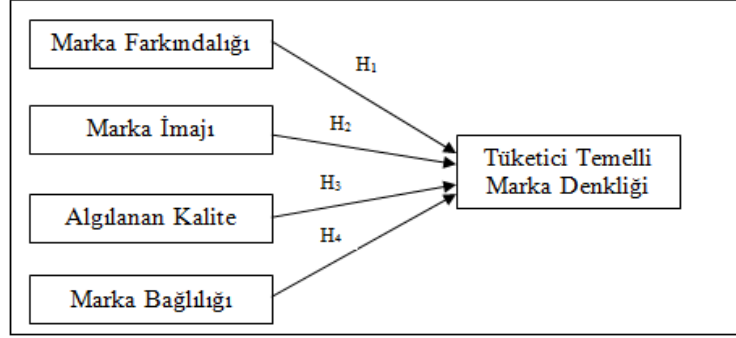 Marka Farkındalığı
H₁
Marka İmajı
H₂
Tüketici Temelli
Marka Denkliği
H₃
Algılanan Kalite
H₄
Marka Bağlılığı